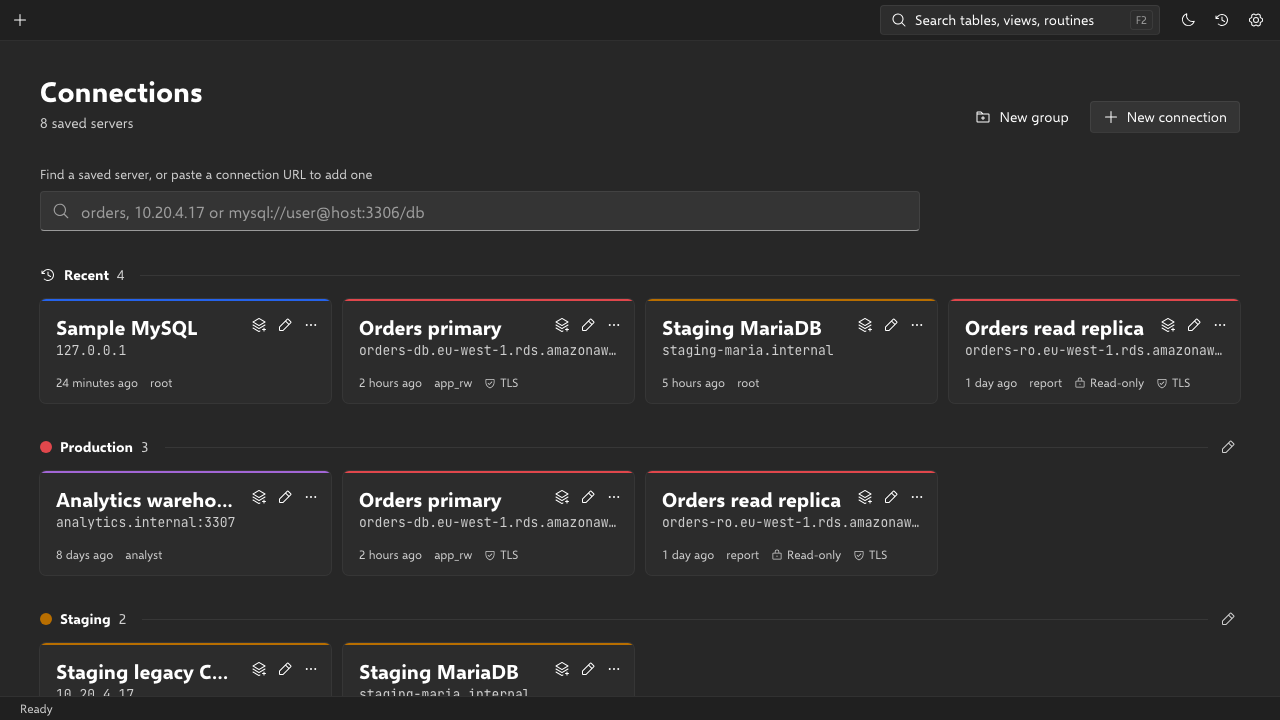 Search tables, views, routines F2
Connections
8 saved servers
New group
New connection
Find a saved server, or paste a connection URL to add one
orders, 10.20.4.17 or mysql://user@host:3306/db
Recent 4
Sample MySQL
127.0.0.1
24 minutes ago root
Orders primary
orders-db.eu-west-1.rds.amazonaw…
2 hours ago app_rw TLS
Staging MariaDB
staging-maria.internal
5 hours ago root
Orders read replica
orders-ro.eu-west-1.rds.amazonaw…
1 day ago report Read-only TLS
Production 3
Analytics wareho…
analytics.internal:3307
8 days ago analyst
Orders primary
orders-db.eu-west-1.rds.amazonaw…
2 hours ago app_rw TLS
Orders read replica
orders-ro.eu-west-1.rds.amazonaw…
1 day ago report Read-only TLS
Staging 2
Staging legacy C…
10.20.4.17
Staging MariaDB
staging-maria.internal
Ready